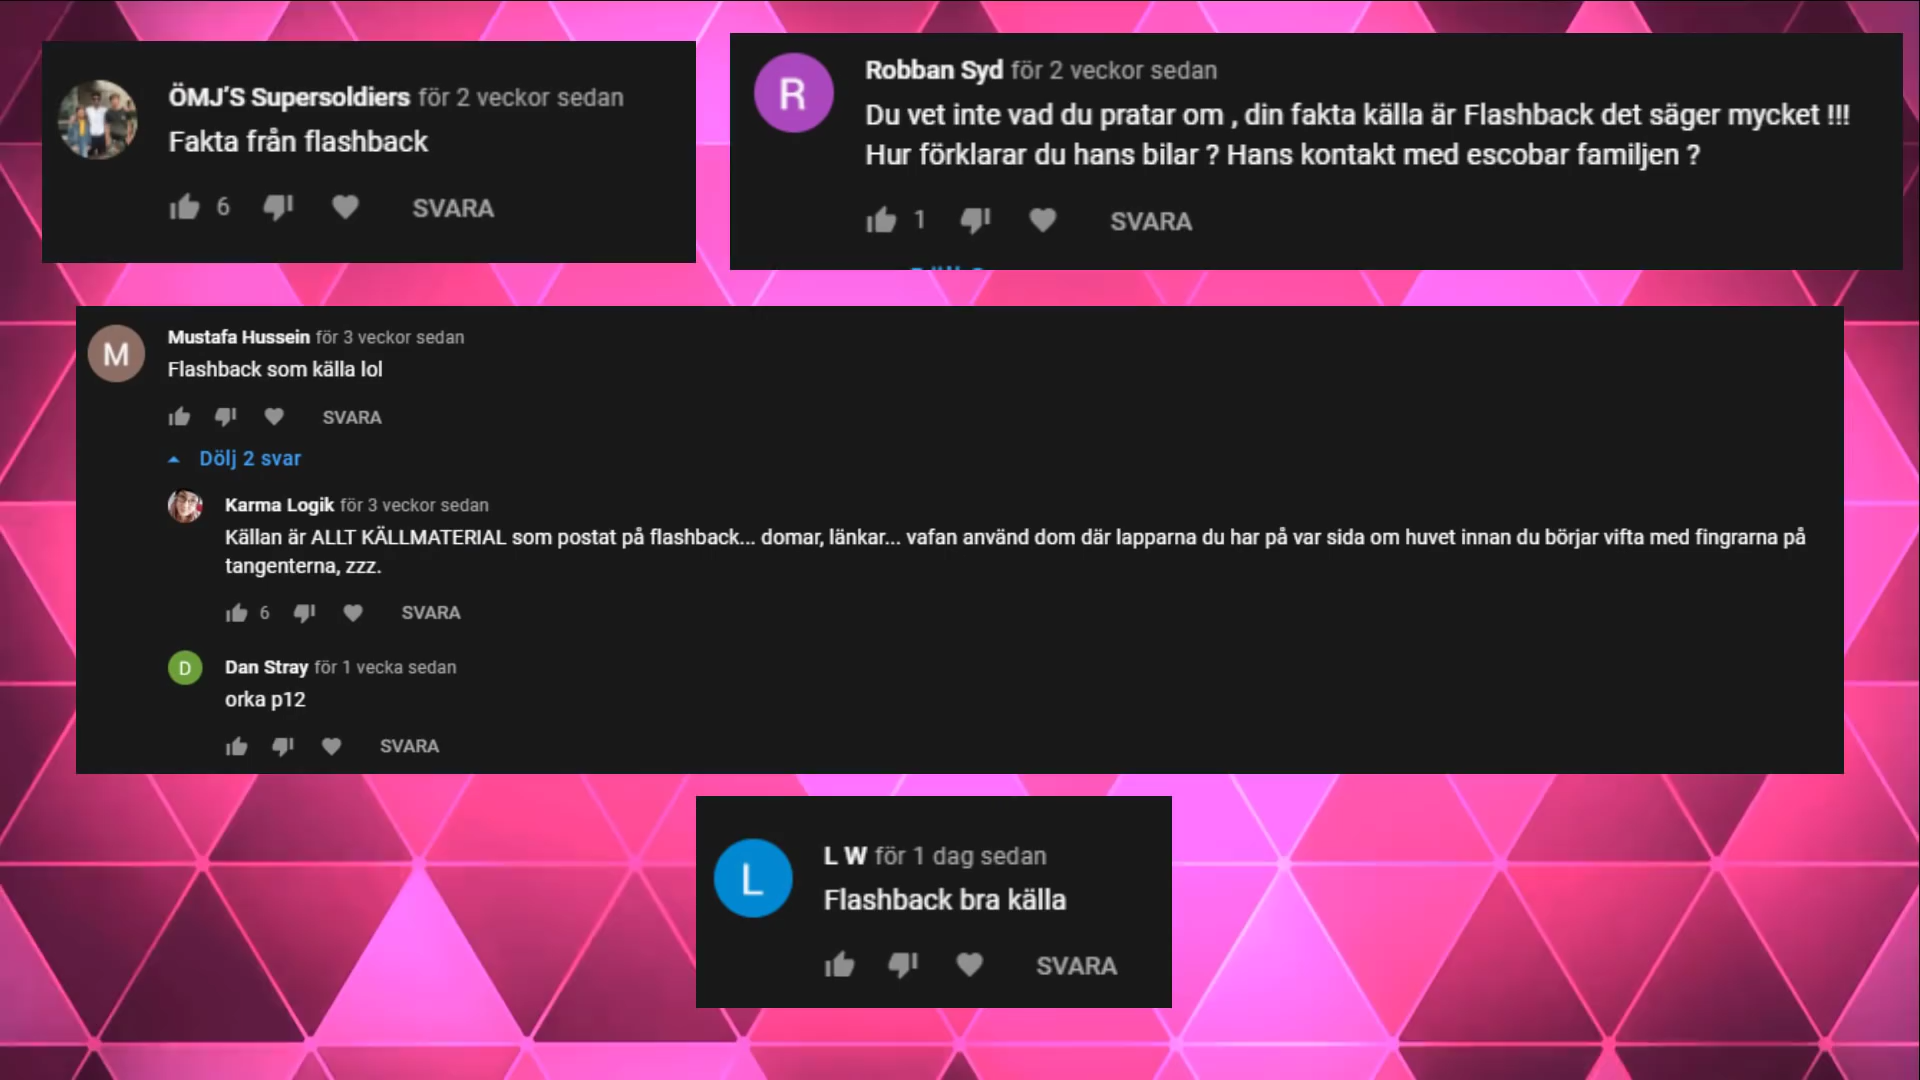 ÖMJ'S Supersoldiers för 2 veckor sedan
Fakta från flashback
6 SVARA
R
Robban Syd för 2 veckor sedan
Du vet inte vad du pratar om , din fakta källa är Flashback det säger mycket !!!
Hur förklarar du hans bilar ? Hans kontakt med escobar familjen ?
1 SVARA
M
Mustafa Hussein för 3 veckor sedan
Flashback som källa lol
SVARA
Dölj 2 svar
Karma Logik för 3 veckor sedan
Källan är ALLT KÄLLMATERIAL som postat på flashback... domar, länkar... vafan använd dom där lapparna du har på var sida om huvet innan du börjar vifta med fingrarna på
tangenterna, zzz.
6 SVARA
D
Dan Stray för 1 vecka sedan
orka p12
SVARA
L
L W för 1 dag sedan
Flashback bra källa
SVARA